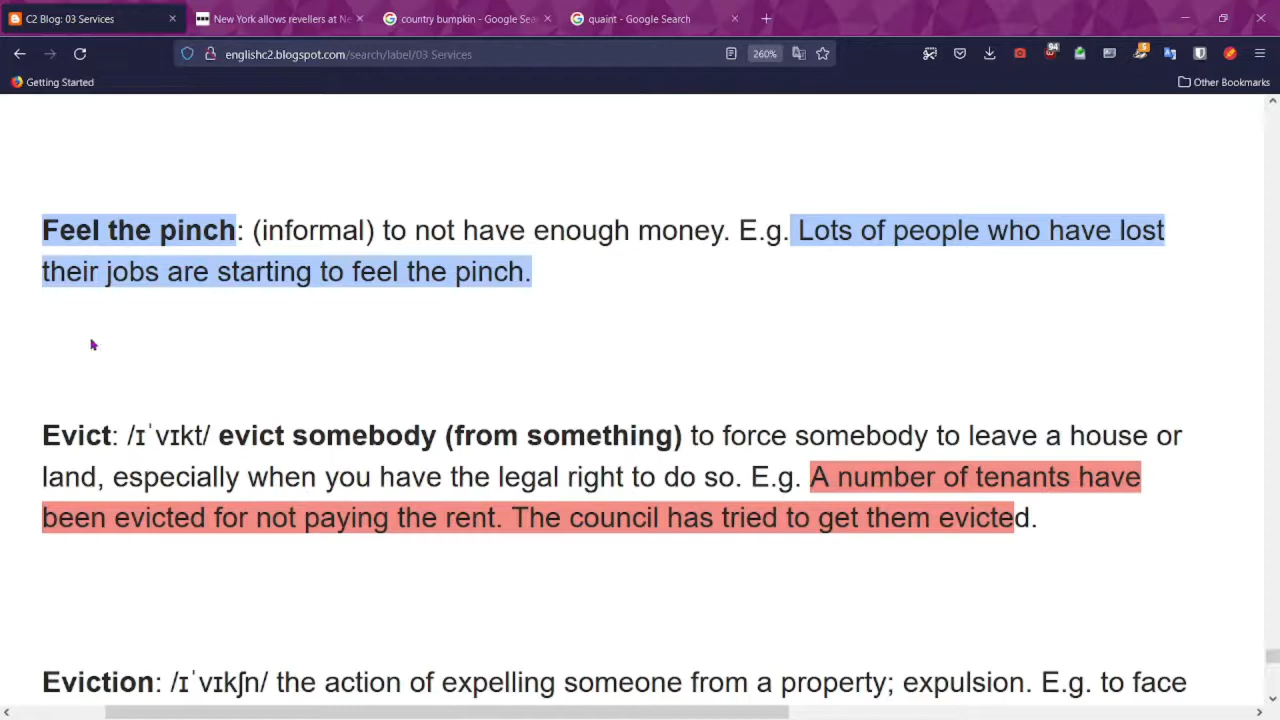 C2 Blog: 03 Services
New York allows revellers at Ne
country bumpkin - Google Sea
quaint - Google Search
englishc2.blogspot.com/search/label/03 Services
260%
94
5
Getting Started
Other Bookmarks
Feel the pinch: (informal) to not have enough money. E.g. Lots of people who have lost
their jobs are starting to feel the pinch.
Evict: /ɪˈvɪkt/ evict somebody (from something) to force somebody to leave a house or
land, especially when you have the legal right to do so. E.g. A number of tenants have
been evicted for not paying the rent. The council has tried to get them evicted.
Eviction: /ɪˈvɪkʃn/ the action of expelling someone from a property; expulsion. E.g. to face